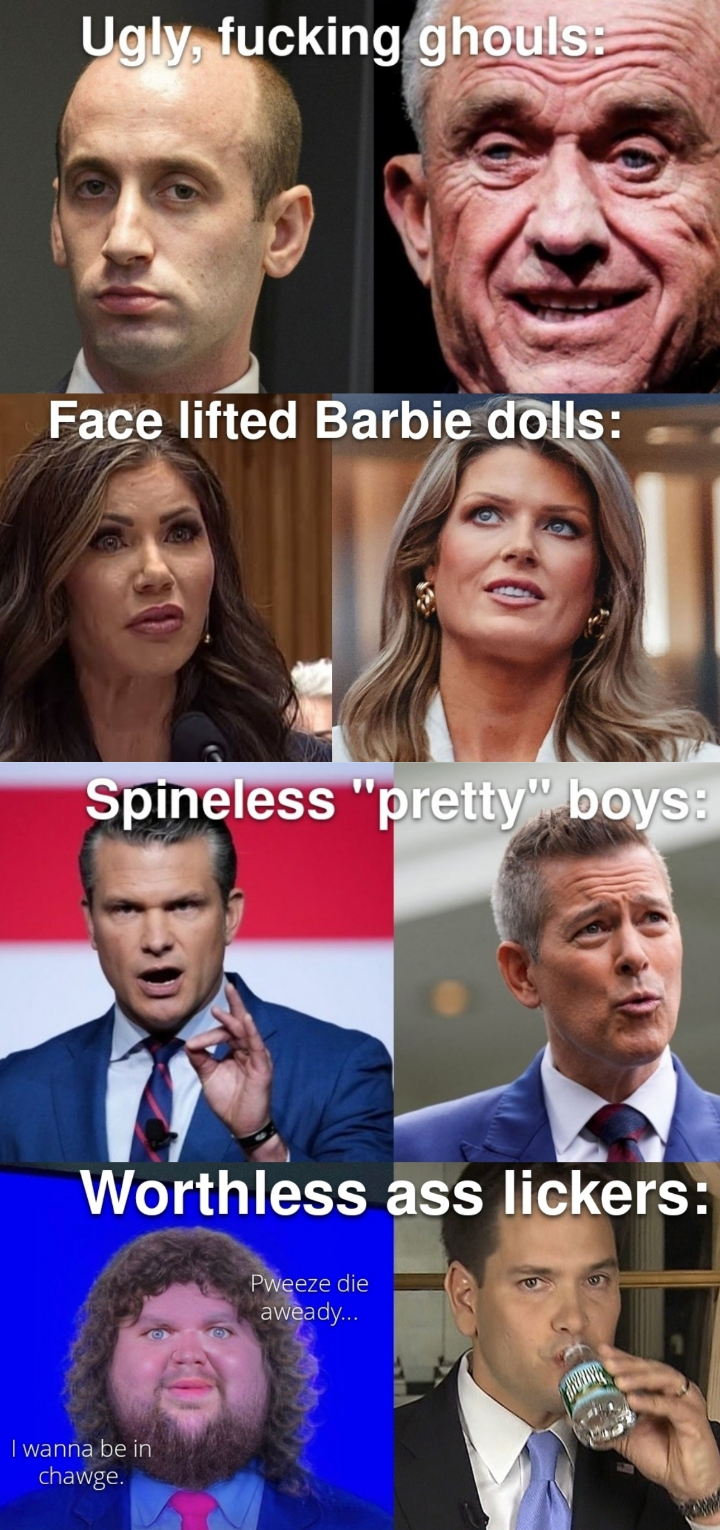 Ugly, fucking ghouls:
Face lifted Barbie dolls:
Spineless "pretty" boys:
Worthless ass lickers:
Pweeze die
aweady...
I wanna be in
chawge.